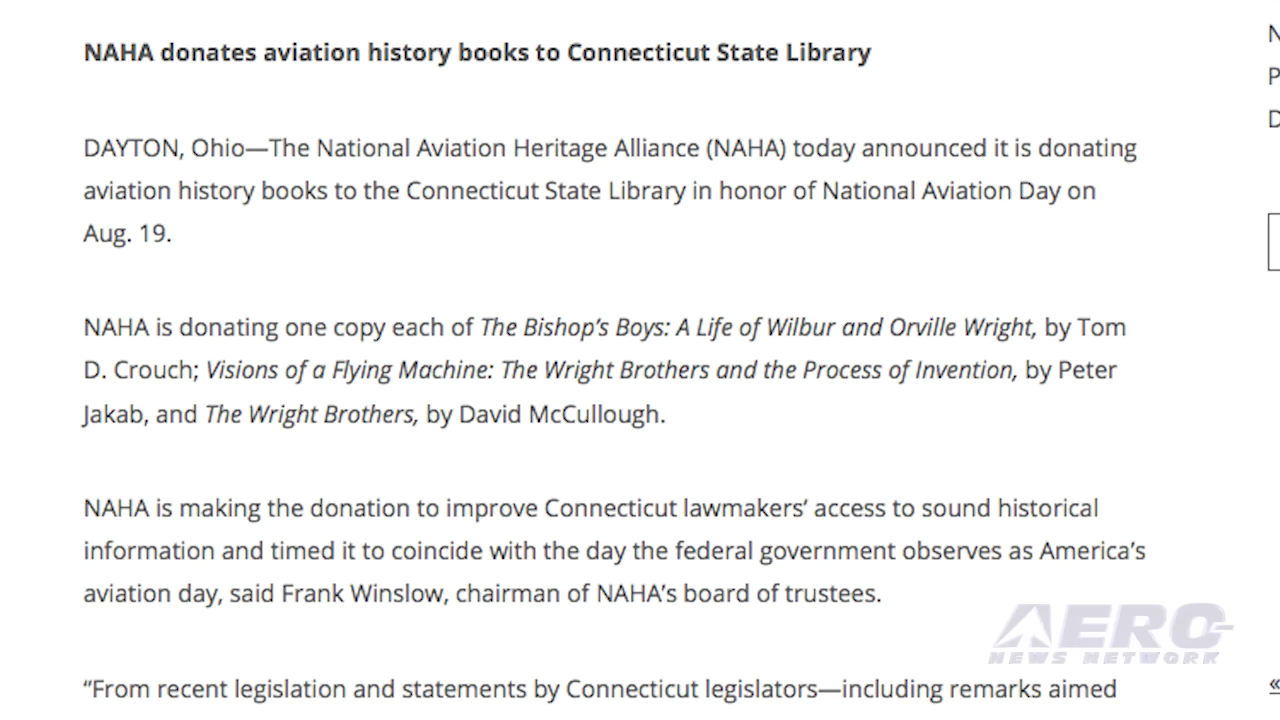 NAHA donates aviation history books to Connecticut State Library
DAYTON, Ohio—The National Aviation Heritage Alliance (NAHA) today announced it is donating
aviation history books to the Connecticut State Library in honor of National Aviation Day on
Aug. 19.
NAHA is donating one copy each of The Bishop’s Boys: A Life of Wilbur and Orville Wright, by Tom
D. Crouch; Visions of a Flying Machine: The Wright Brothers and the Process of Invention, by Peter
Jakab, and The Wright Brothers, by David McCullough.
NAHA is making the donation to improve Connecticut lawmakers’ access to sound historical
information and timed it to coincide with the day the federal government observes as America’s
aviation day, said Frank Winslow, chairman of NAHA’s board of trustees.
“From recent legislation and statements by Connecticut legislators—including remarks aimed
N
P
D
«
AERO
NEWS NETWORK